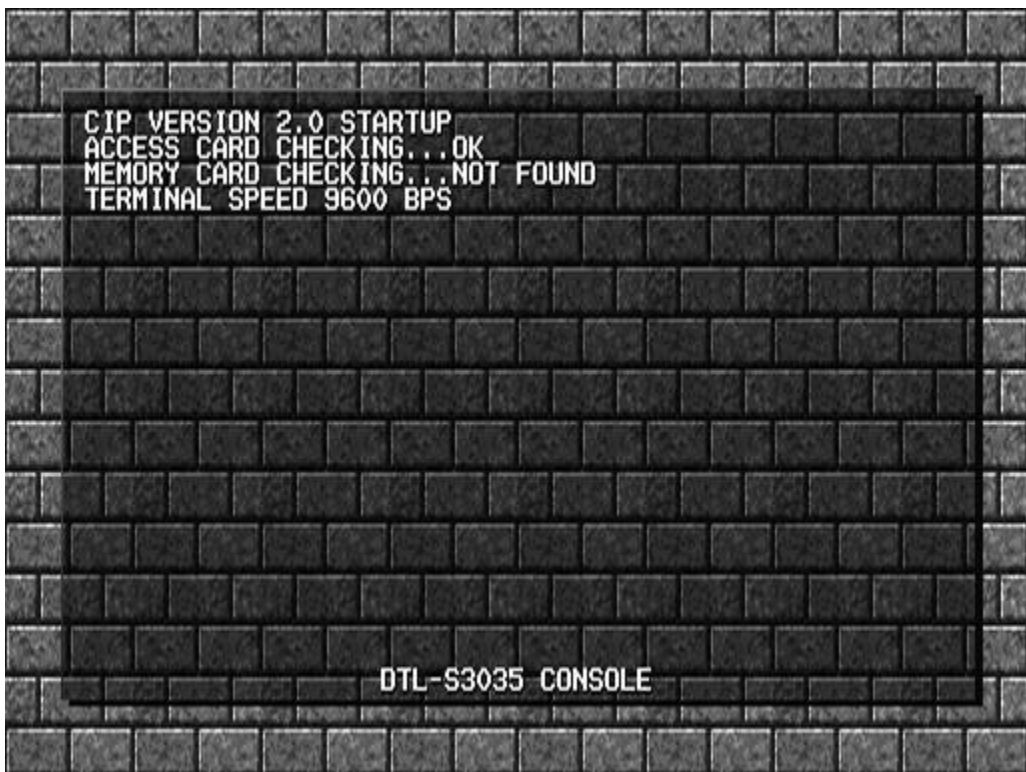 CIP VERSION 2.0 STARTUP
ACCESS CARD CHECKING...OK
MEMORY CARD CHECKING...NOT FOUND
TERMINAL SPEED 9600 BPS
DTL-S3035 CONSOLE